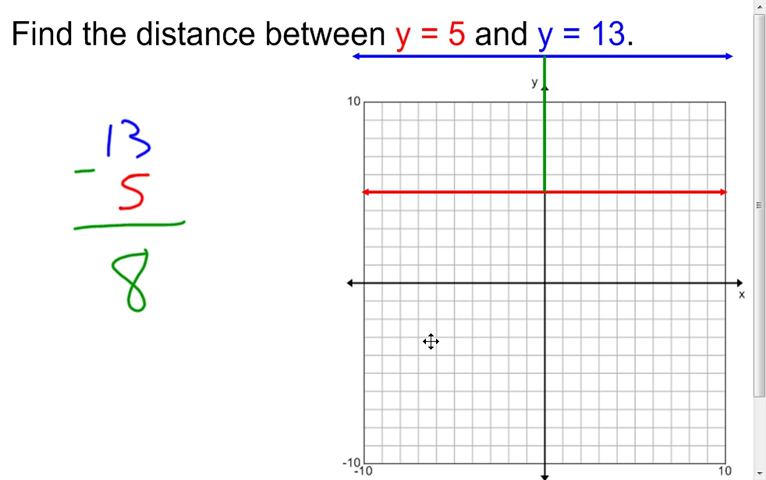 Find the distance between y = 5 and y = 13.
y
10
13
- 5
8
x
-10
-10
10